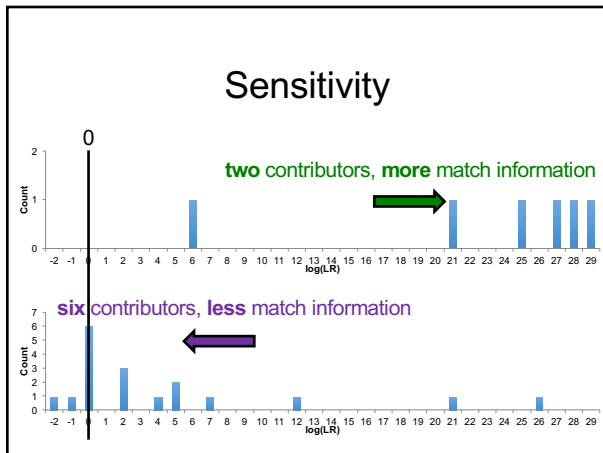 Sensitivity
0
two contributors, more match information
2
1
0
Count
-2 -1 0 1 2 3 4 5 6 7 8 9 10 11 12 13 14 15 16 17 18 19 20 21 22 23 24 25 26 27 28 29
log(LR)
six contributors, less match information
7
6
5
4
3
2
1
0
Count
-2 -1 0 1 2 3 4 5 6 7 8 9 10 11 12 13 14 15 16 17 18 19 20 21 22 23 24 25 26 27 28 29
log(LR)